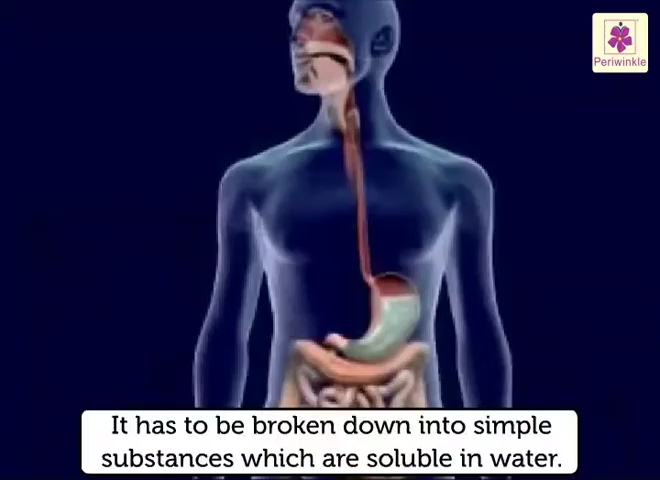 Periwinkle
It has to be broken down into simple
substances which are soluble in water.